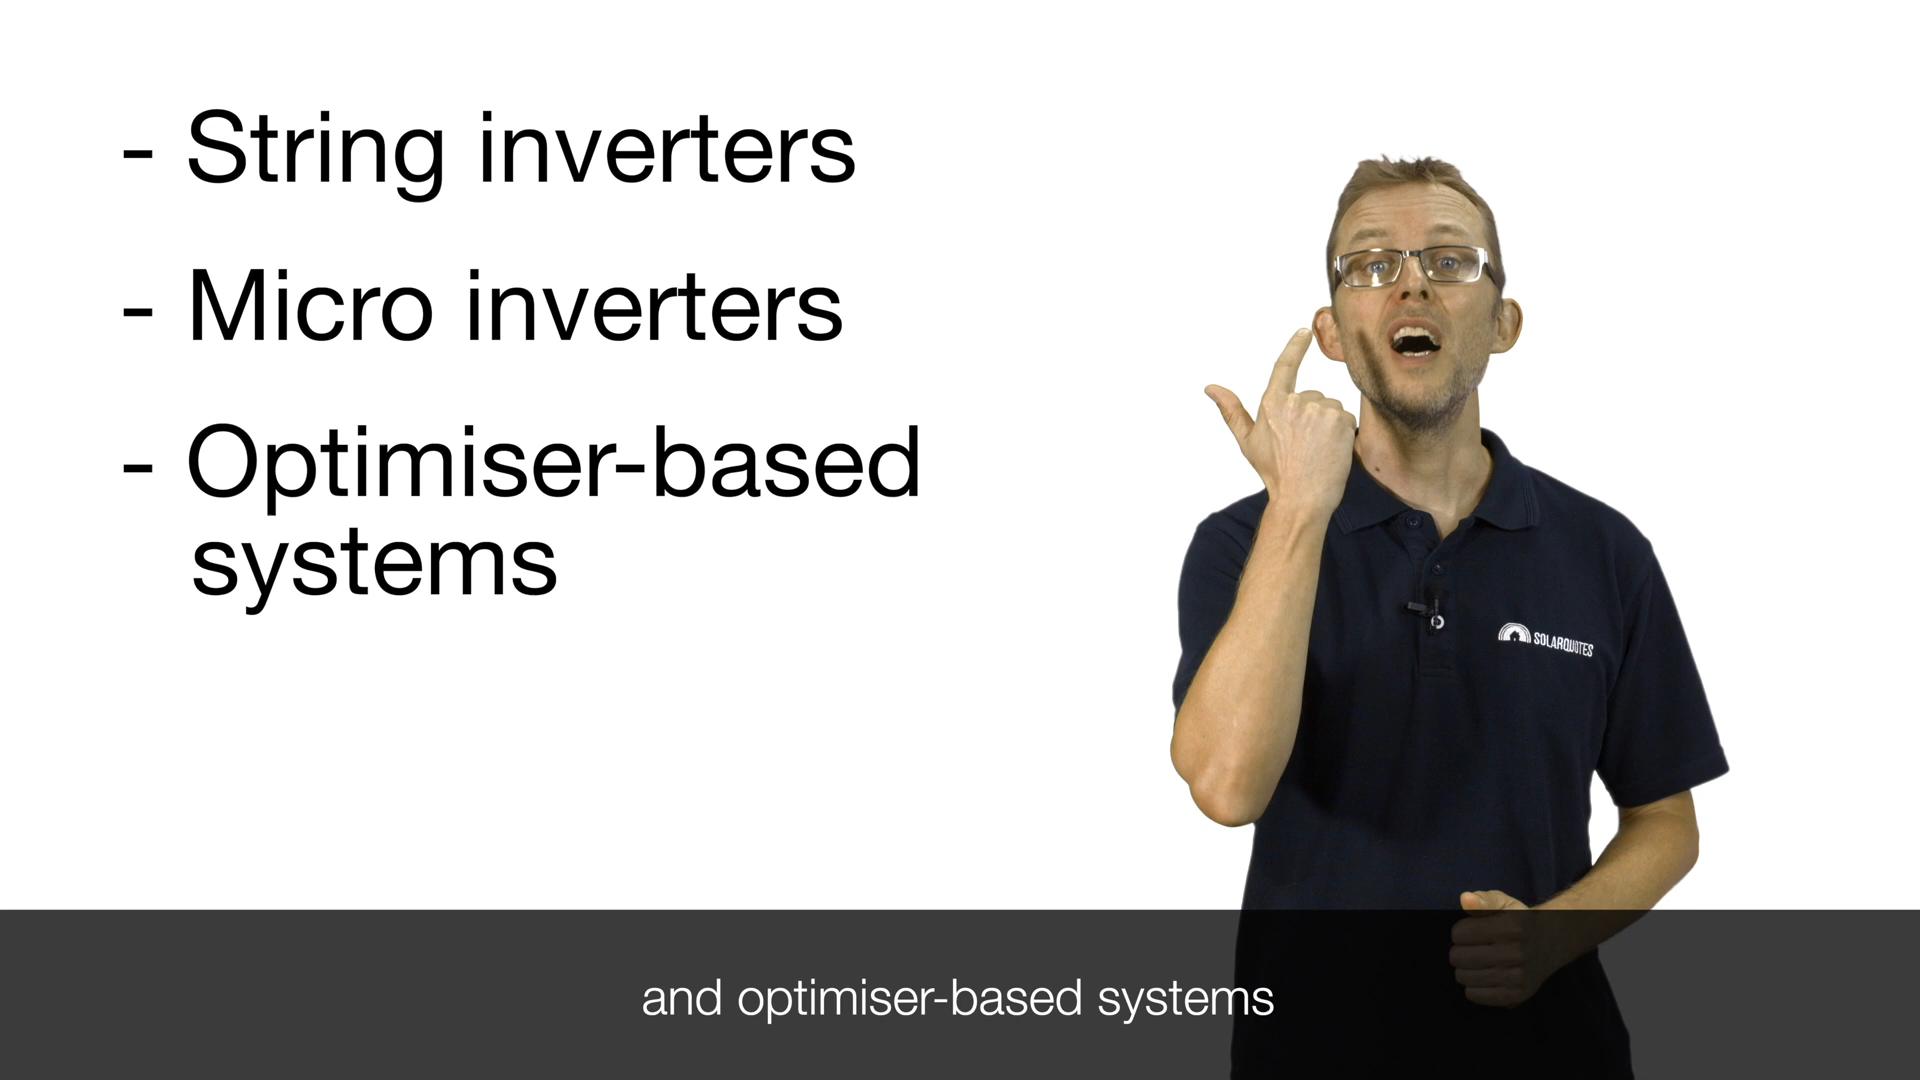 - String inverters
- Micro inverters
- Optimiser-based
systems
SOLARQUOTES
and optimiser-based systems